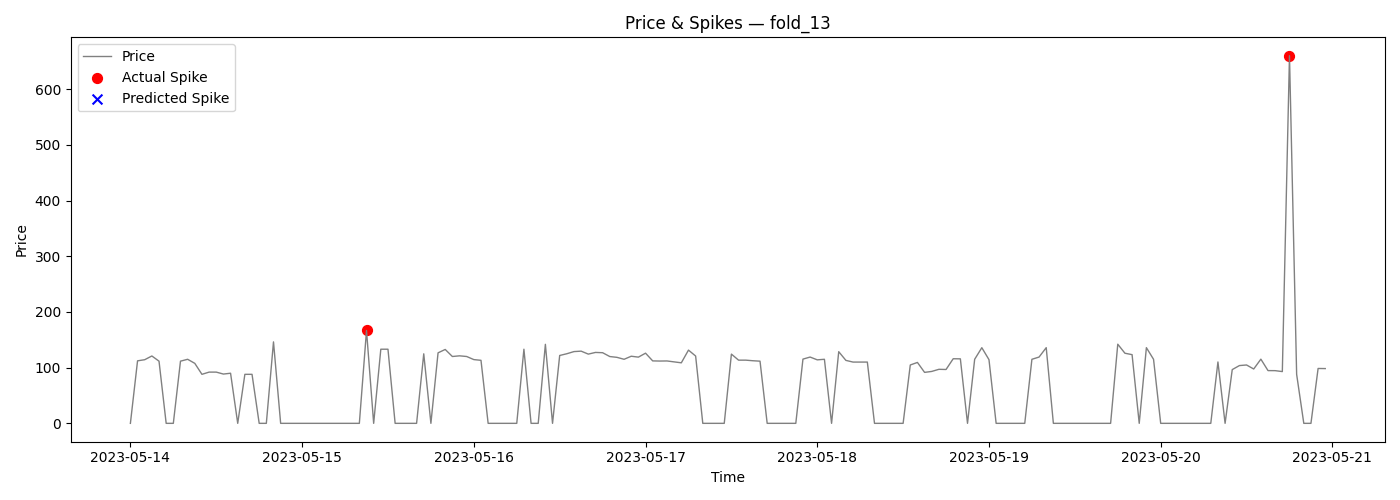 Price & Spikes — fold_13
Price
Actual Spike
Predicted Spike
Price
600
500
400
300
200
100
0
2023-05-14
2023-05-15
2023-05-16
2023-05-17
2023-05-18
2023-05-19
2023-05-20
2023-05-21
Time